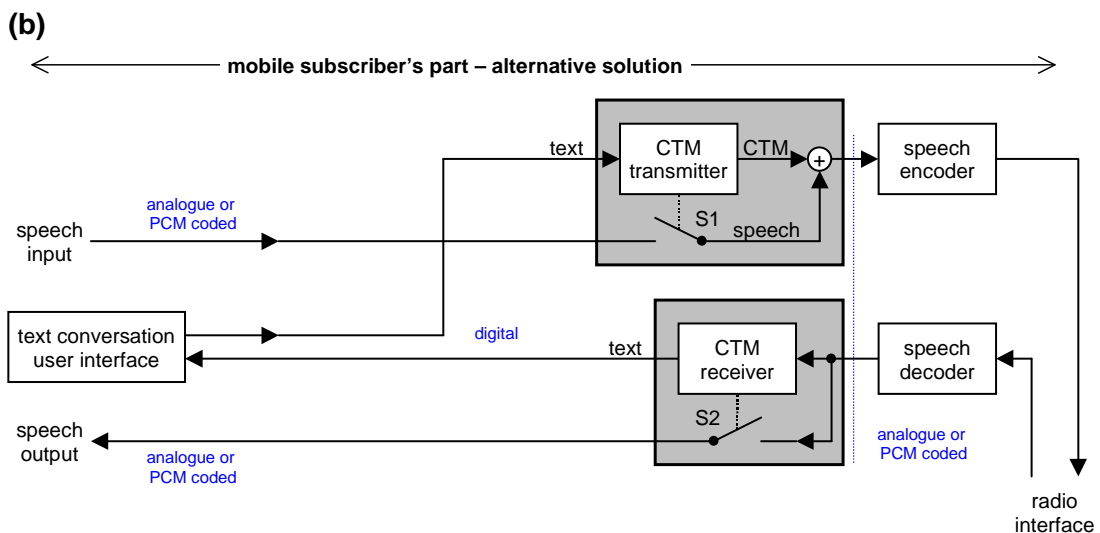 (b)
mobile subscriber's part – alternative solution
text
CTM
transmitter
CTM
+
speech
encoder
analogue or
PCM coded
speech
input
S1
speech
text conversation
user interface
digital
text
CTM
receiver
speech
decoder
S2
speech
output
analogue or
PCM coded
analogue or
PCM coded
radio
interface